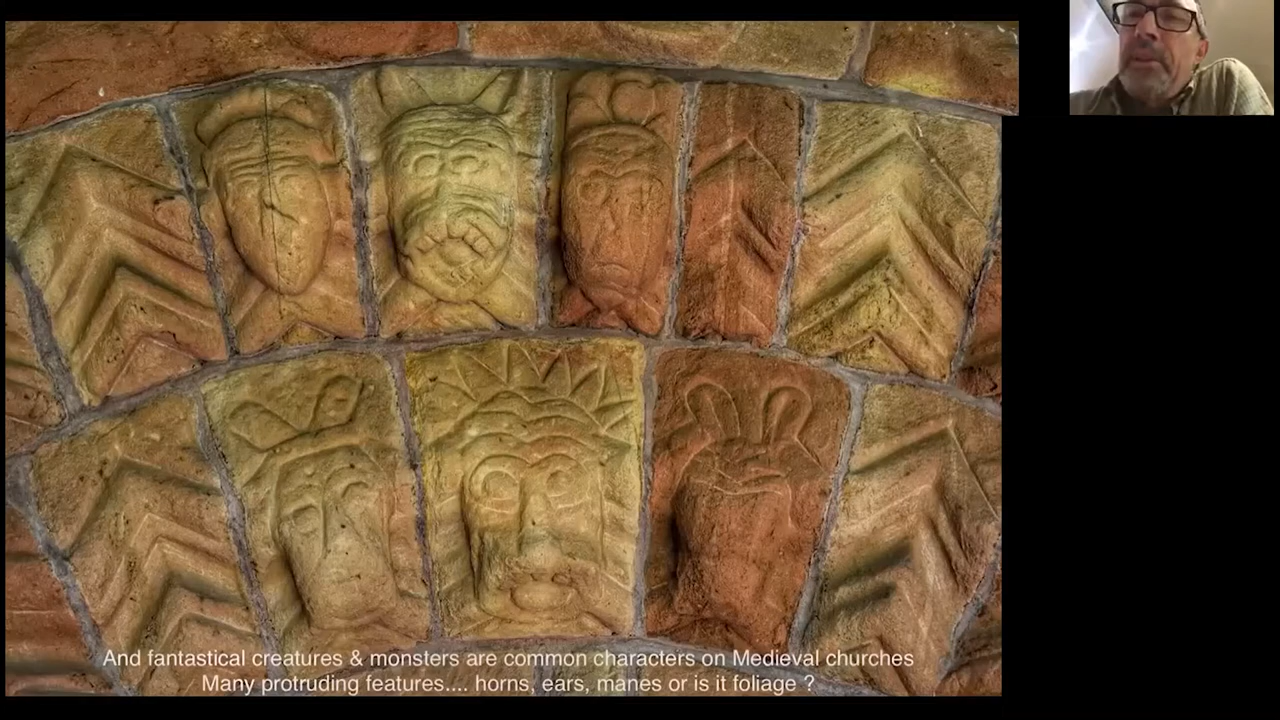 And fantastical creatures & monsters are common characters on Medieval churches
Many protruding features.... horns, ears, manes or is it foliage ?